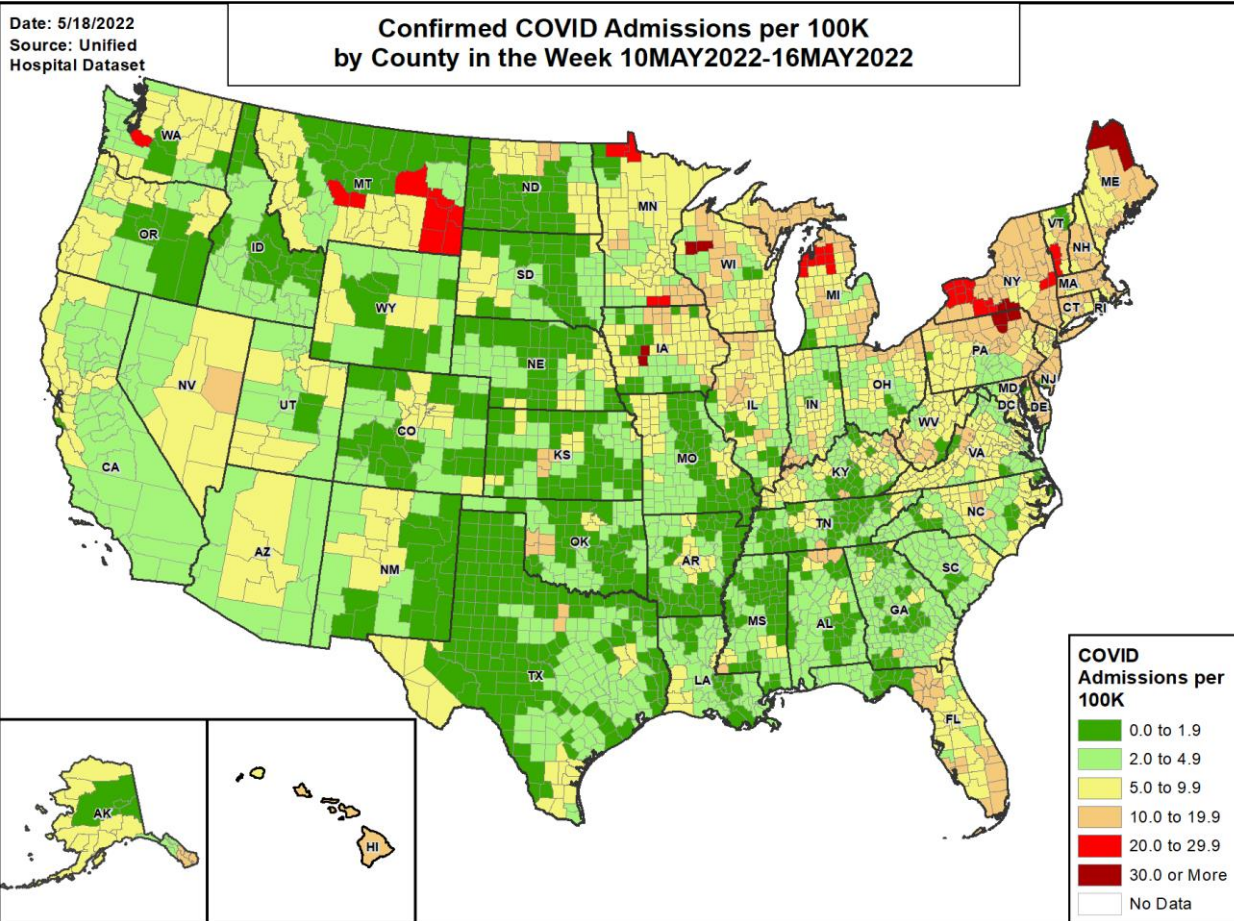 Date: 5/18/2022
Source: Unified
Hospital Dataset
Confirmed COVID Admissions per 100K
by County in the Week 10MAY2022-16MAY2022
WA
MT
ND
MN
ME
OR
ID
SD
WI
VT
NH
NY
MA
MI
CT
RI
WY
IA
NE
PA
NV
UT
CO
IL
IN
OH
MD
NJ
DC
DE
WV
CA
KS
MO
KY
VA
AZ
NM
OK
AR
TN
NC
SC
MS
AL
GA
TX
LA
FL
AK
HI
COVID
Admissions per
100K
0.0 to 1.9
2.0 to 4.9
5.0 to 9.9
10.0 to 19.9
20.0 to 29.9
30.0 or More
No Data